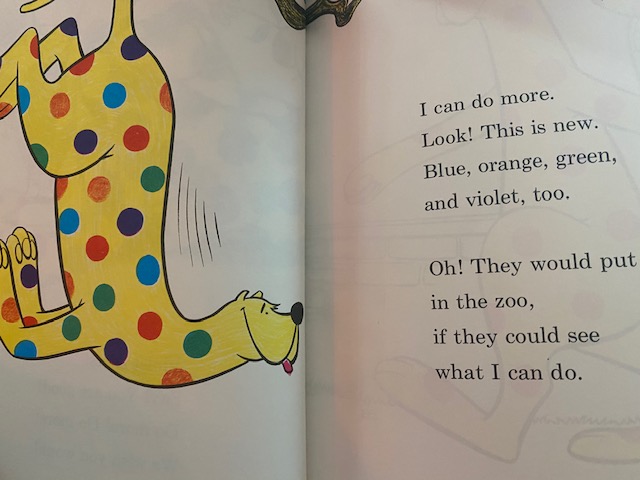 I can do more.
Look! This is new.
Blue, orange, green,
and violet, too.
Oh! They would put
in the zoo,
if they could see
what I can do.